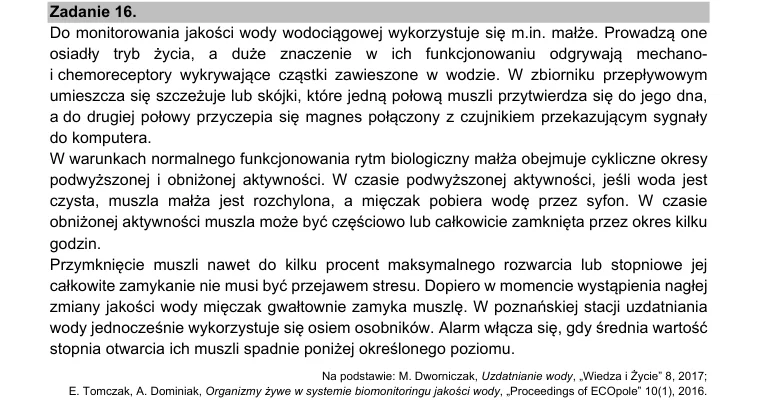 Zadanie 16.
Do monitorowania jakości wody wodociągowej wykorzystuje się m.in. małże. Prowadzą one
osiadły tryb życia, a duże znaczenie w ich funkcjonowaniu odgrywają mechano-
i chemoreceptory wykrywające cząstki zawieszone w wodzie. W zbiorniku przepływowym
umieszcza się szczeżuje lub skójki, które jedną połową muszli przytwierdza się do jego dna,
a do drugiej połowy przyczepia się magnes połączony z czujnikiem przekazującym sygnały
do komputera.
W warunkach normalnego funkcjonowania rytm biologiczny małża obejmuje cykliczne okresy
podwyższonej i obniżonej aktywności. W czasie podwyższonej aktywności, jeśli woda jest
czysta, muszla małża jest rozchylona, a mięczak pobiera wodę przez syfon. W czasie
obniżonej aktywności muszla może być częściowo lub całkowicie zamknięta przez okres kilku
godzin.
Przymknięcie muszli nawet do kilku procent maksymalnego rozwarcia lub stopniowe jej
całkowite zamykanie nie musi być przejawem stresu. Dopiero w momencie wystąpienia nagłej
zmiany jakości wody mięczak gwałtownie zamyka muszlę. W poznańskiej stacji uzdatniania
wody jednocześnie wykorzystuje się osiem osobników. Alarm włącza się, gdy średnia wartość
stopnia otwarcia ich muszli spadnie poniżej określonego poziomu.
Na podstawie: M. Dworniczak, Uzdatnianie wody, „Wiedza i Życie” 8, 2017;
E. Tomczak, A. Dominiak, Organizmy żywe w systemie biomonitoringu jakości wody, „Proceedings of ECOpole” 10(1), 2016.